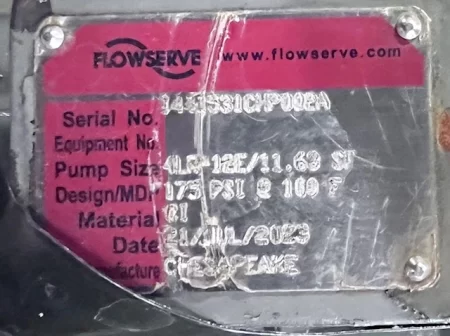 FLOWSERVE www.flowserve.com
Serial No.
Equipment No.
Pump Size 4LR-12E/11.69 ST
Design/MDP 175 PSI @ 100 F
Material CI
Date 21/JUL/2023
CHESAPEAKE